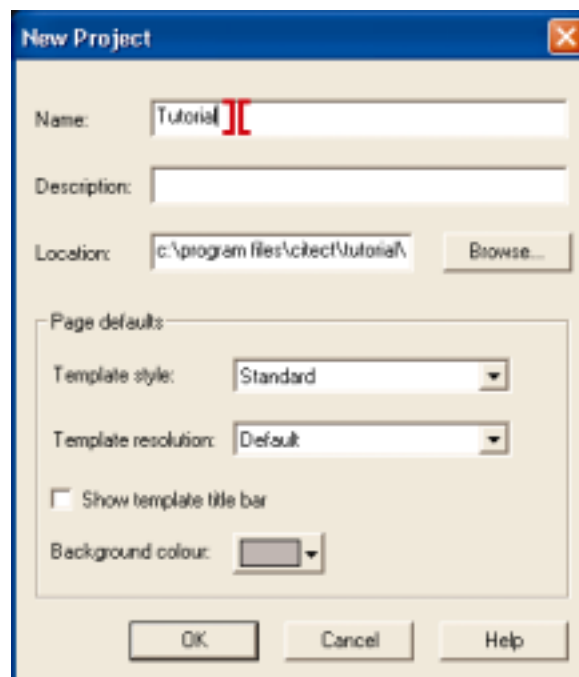 New Project
Name: Tutorial
Description:
Location: c:\program files\citect\tutorial\ Browse...
Page defaults
Template style: Standard
Template resolution: Default
Show template title bar
Background colour:
OK Cancel Help